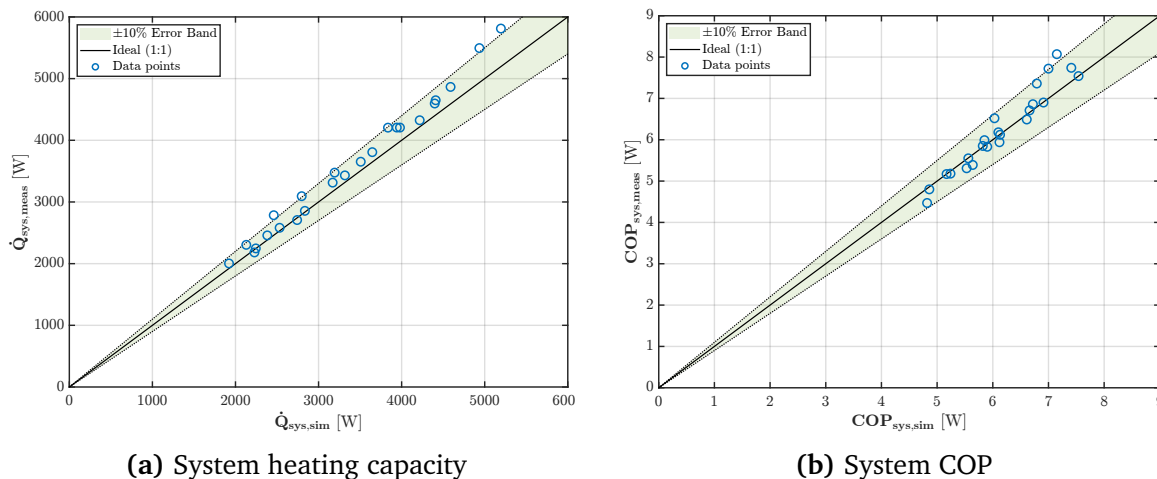 ±10% Error Band
Ideal (1:1)
Data points
6000
5000
4000
3000
2000
1000
0
Q̇sys,meas [W]
0 1000 2000 3000 4000 5000 600
Q̇sys,sim [W]
(a) System heating capacity
±10% Error Band
Ideal (1:1)
Data points
9
8
7
6
5
4
3
2
1
0
COPsys,meas [W]
0 1 2 3 4 5 6 7 8 9
COPsys,sim [W]
(b) System COP